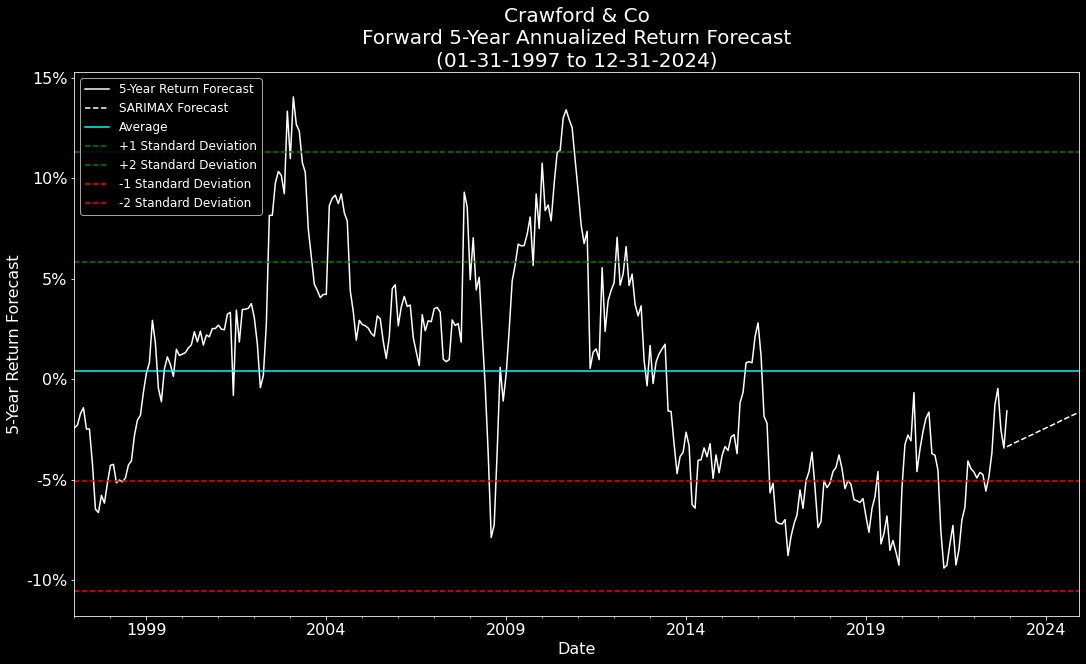 Crawford & Co
Forward 5-Year Annualized Return Forecast
(01-31-1997 to 12-31-2024)
15%
10%
5%
0%
-5%
-10%
5-Year Return Forecast
5-Year Return Forecast
SARIMAX Forecast
Average
+1 Standard Deviation
+2 Standard Deviation
-1 Standard Deviation
-2 Standard Deviation
1999
2004
2009
2014
2019
2024
Date